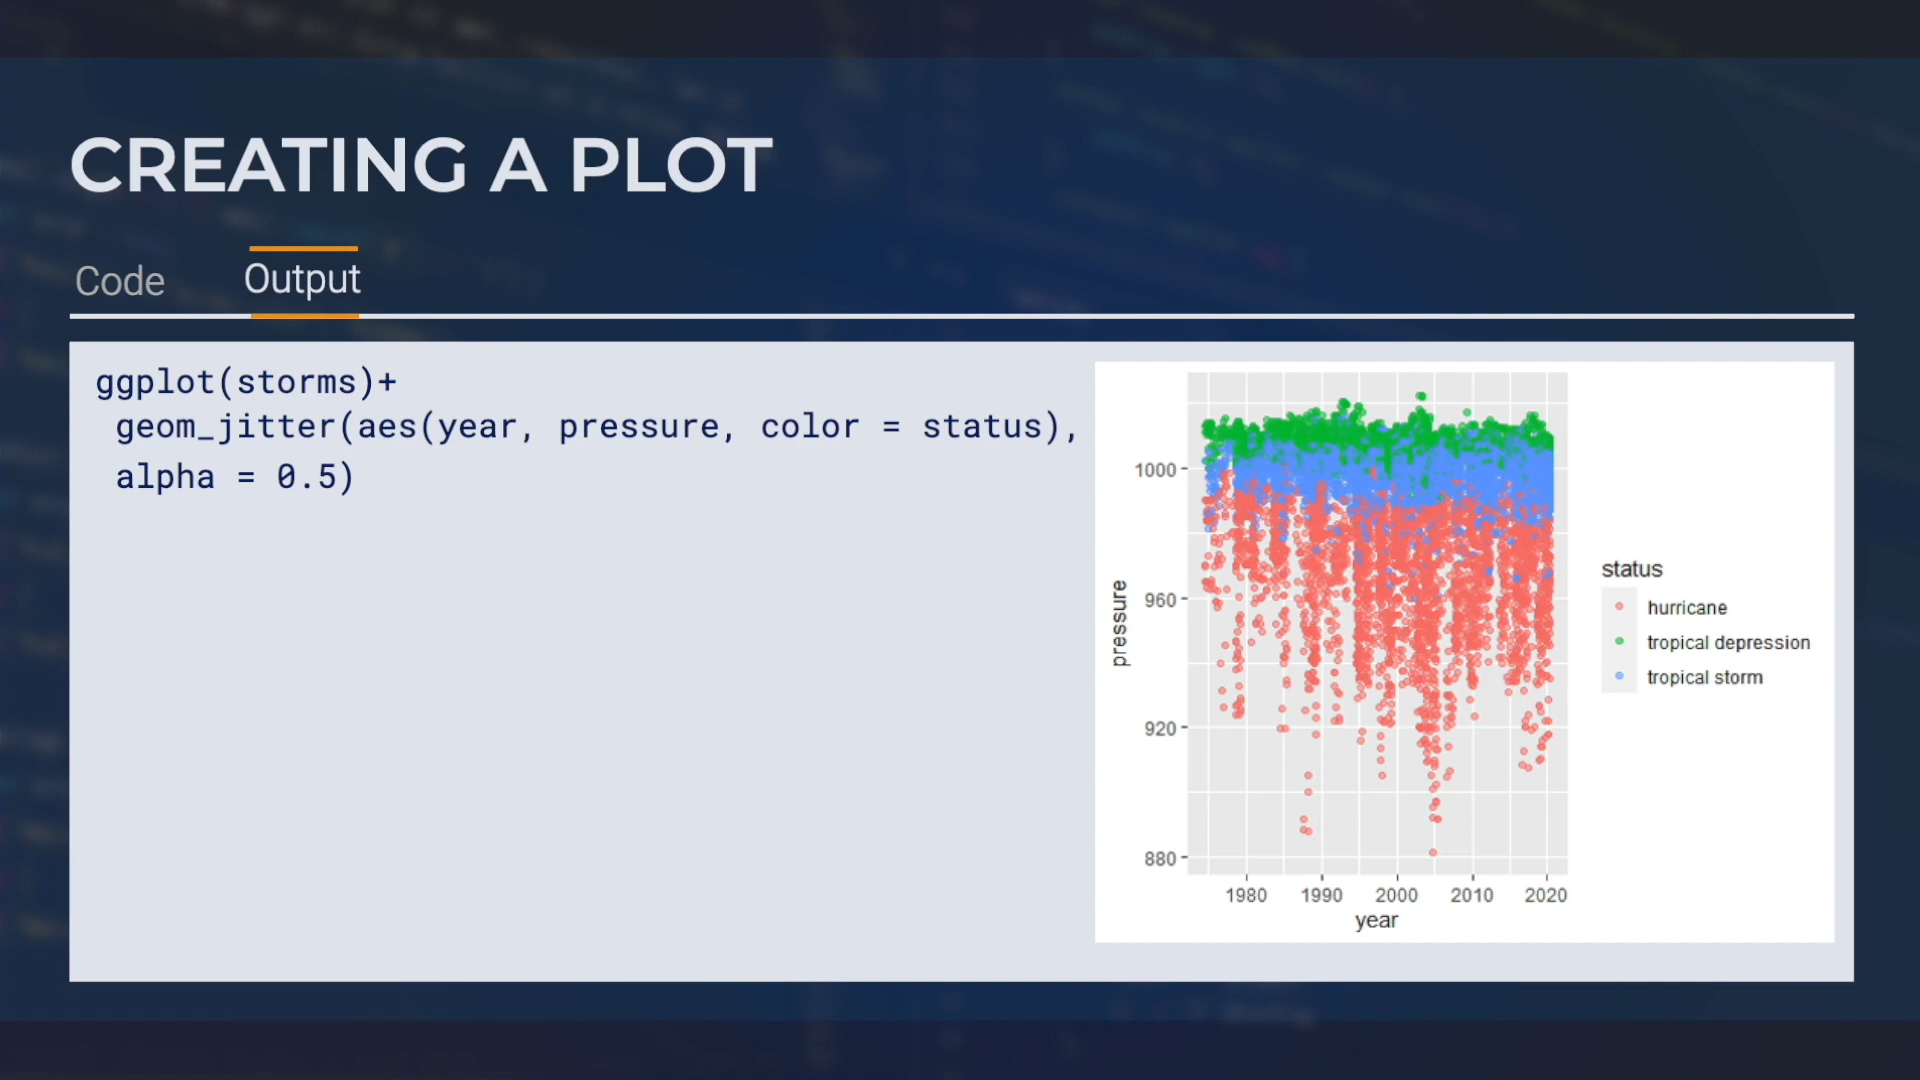 CREATING A PLOT
Code
Output
ggplot(storms)+
geom_jitter(aes(year, pressure, color = status),
alpha = 0.5)
1000
960
920
880
pressure
1980
1990
2000
2010
2020
year
status
hurricane
tropical depression
tropical storm